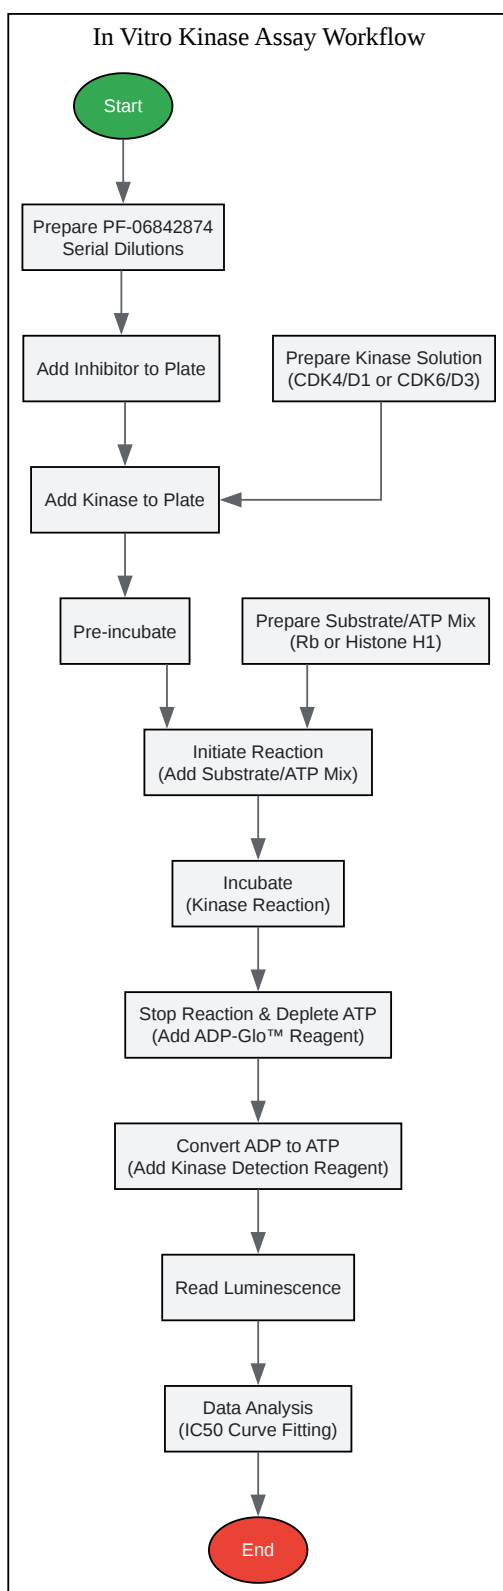 In Vitro Kinase Assay Workflow
Start
Prepare PF-06842874
Serial Dilutions
Add Inhibitor to Plate
Prepare Kinase Solution
(CDK4/D1 or CDK6/D3)
Add Kinase to Plate
Pre-incubate
Prepare Substrate/ATP Mix
(Rb or Histone H1)
Initiate Reaction
(Add Substrate/ATP Mix)
Incubate
(Kinase Reaction)
Stop Reaction & Deplete ATP
(Add ADP-Glo™ Reagent)
Convert ADP to ATP
(Add Kinase Detection Reagent)
Read Luminescence
Data Analysis
(IC50 Curve Fitting)
End